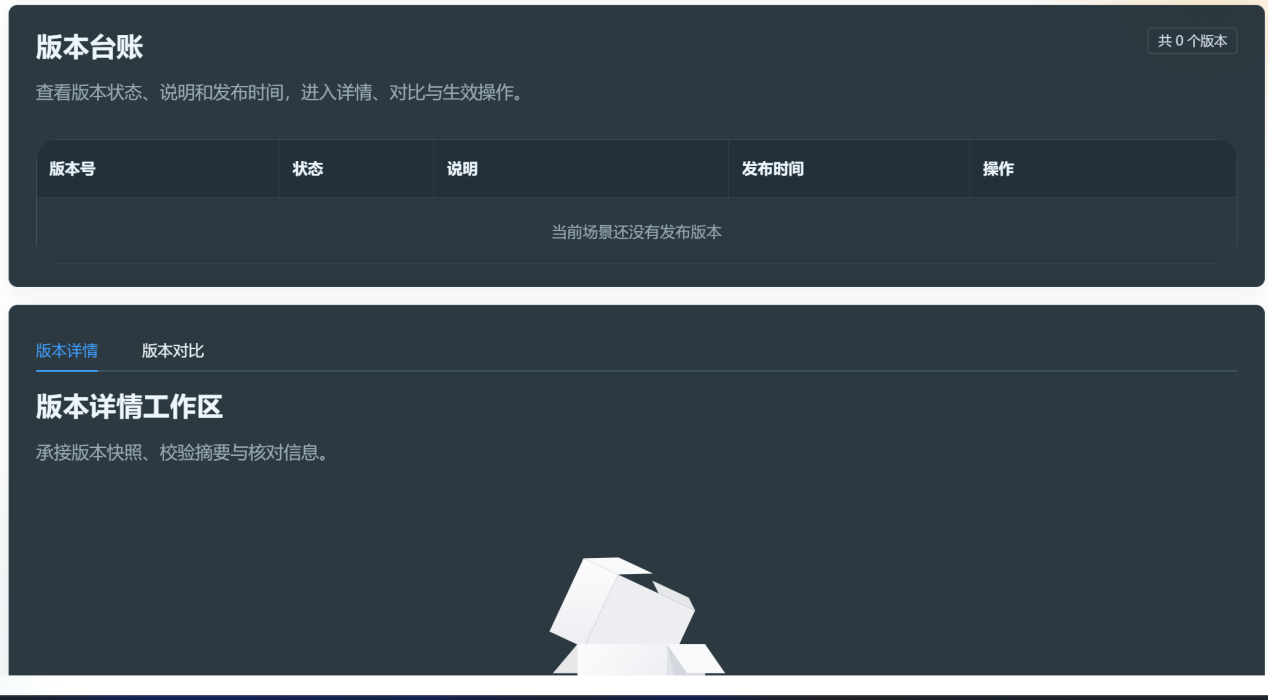 版本台账
共 0 个版本
查看版本状态、说明和发布时间，进入详情、对比与生效操作。
版本号 状态 说明 发布时间 操作
当前场景还没有发布版本
版本详情 版本对比
版本详情工作区
承接版本快照、校验摘要与核对信息。